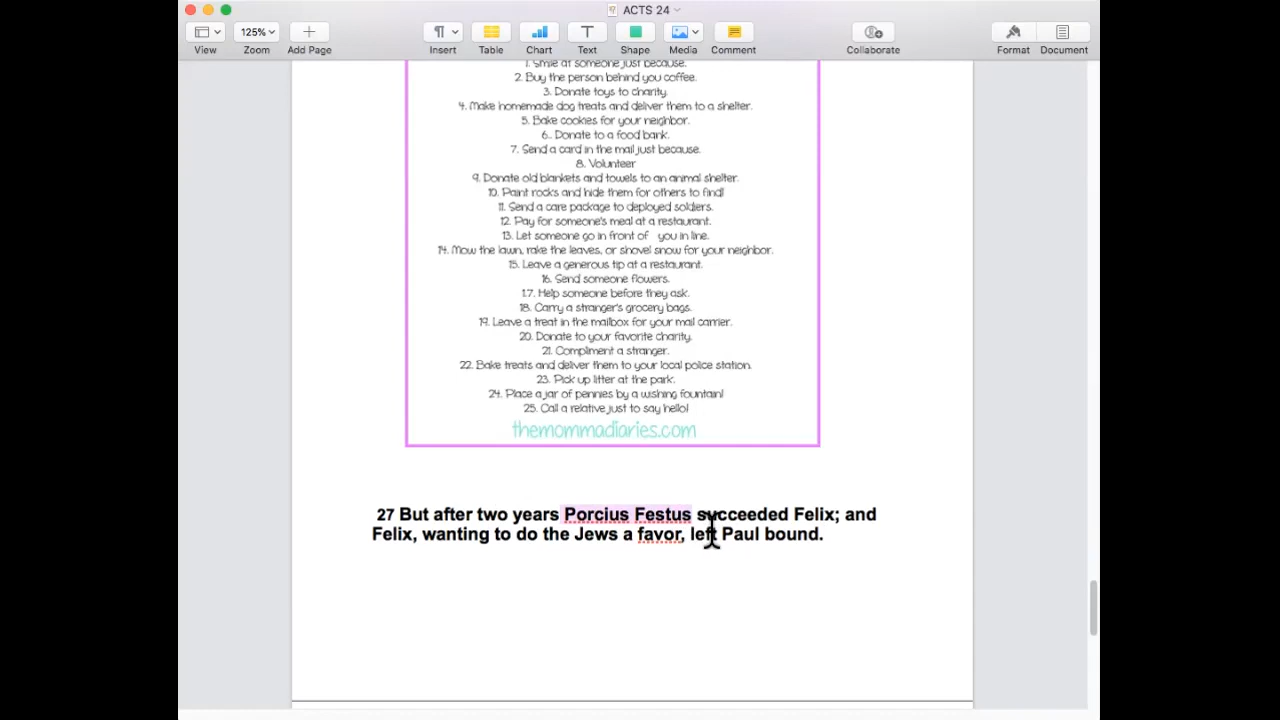 ACTS 24
125%
View
Zoom
Add Page
Insert
Table
Chart
Text
Shape
Media
Comment
Collaborate
Format
Document
1. Smile at someone just because.
2. Buy the person behind you coffee.
3. Donate toys to charity.
4. Make homemade dog treats and deliver them to a shelter.
5. Bake cookies for your neighbor.
6.. Donate to a food bank.
7. Send a card in the mail just because.
8. Volunteer
9. Donate old blankets and towels to an animal shelter.
10. Paint rocks and hide them for others to find!
11. Send a care package to deployed soldiers.
12. Pay for someone's meal at a restaurant.
13. Let someone go in front of you in line.
14. Mow the lawn, rake the leaves, or shovel snow for your neighbor.
15. Leave a generous tip at a restaurant.
16. Send someone flowers.
17. Help someone before they ask.
18. Carry a stranger's grocery bags.
19. Leave a treat in the mailbox for your mail carrier.
20. Donate to your favorite charity.
21. Compliment a stranger.
22. Bake treats and deliver them to your local police station.
23. Pick up litter at the park.
24. Place a jar of pennies by a wishing fountain!
25. Call a relative just to say hello!
themommadiaries.com
27 But after two years Porcius Festus succeeded Felix; and
Felix, wanting to do the Jews a favor, left Paul bound.